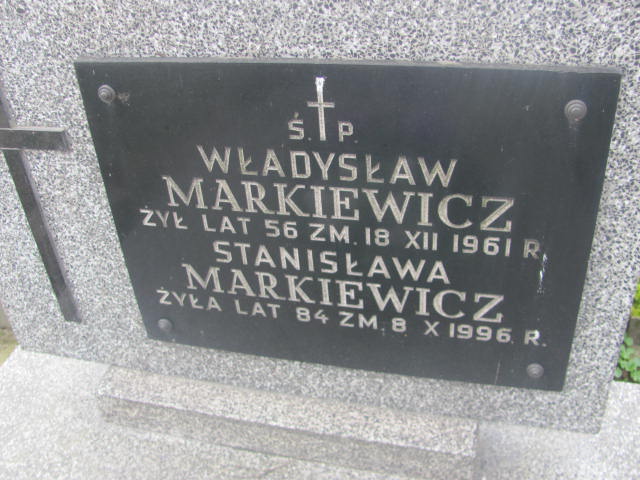 Ś. P.
WŁADYSŁAW
MARKIEWICZ
ŻYŁ LAT 56 ZM. 18 XII 1961 R.
STANISŁAWA
MARKIEWICZ
ŻYŁA LAT 84 ZM. 8 X 1996 R.